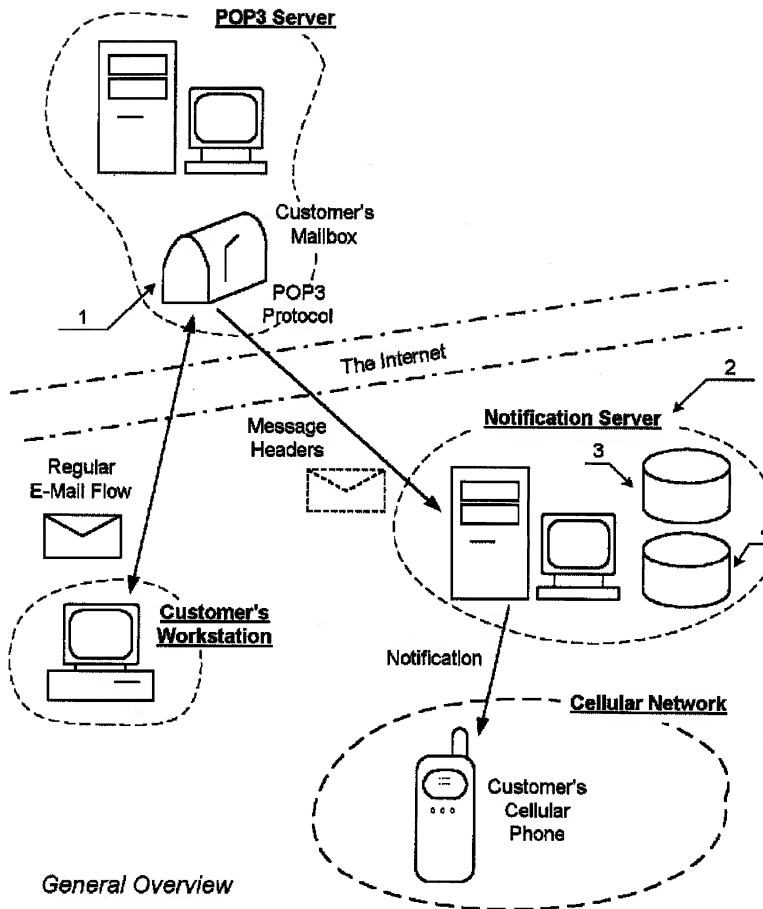 POP3 Server
Customer's
Mailbox
1
POP3
Protocol
The Internet
2
Message
Headers
Notification Server
Regular
E-Mail Flow
3
Customer's
Workstation
Notification
Cellular Network
Customer's
Cellular
Phone
General Overview